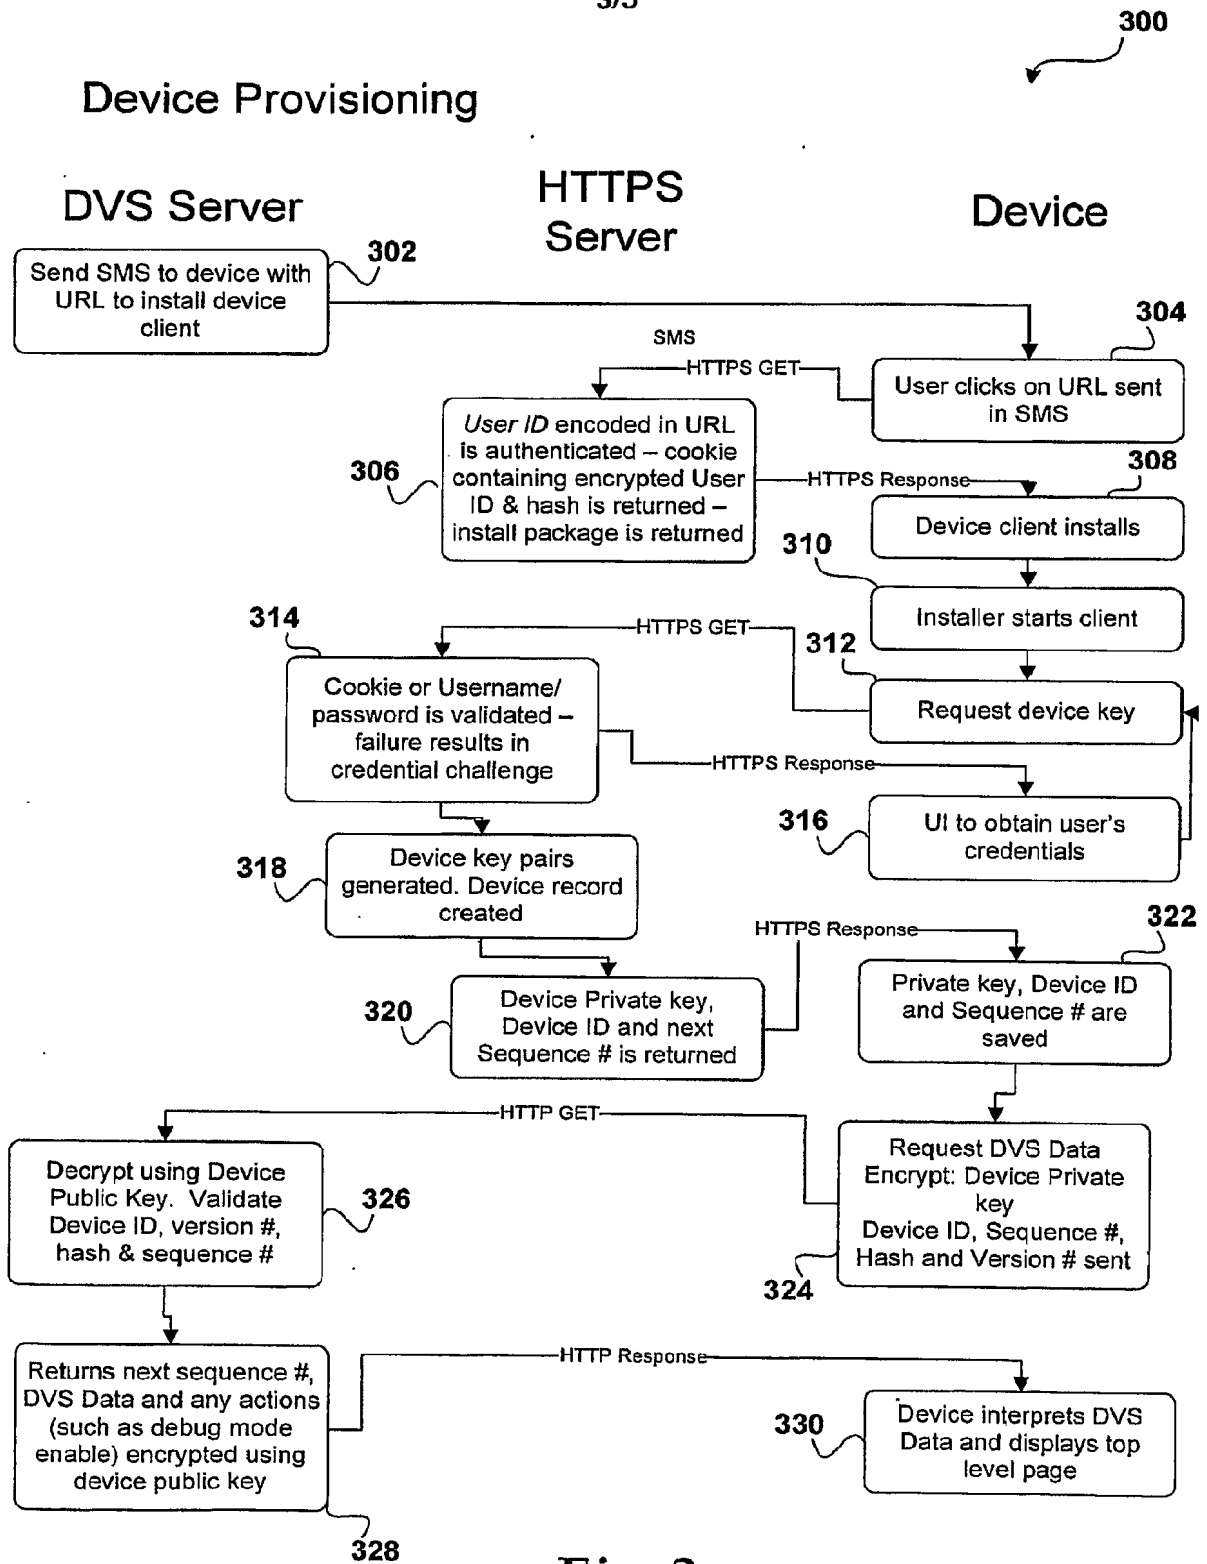 3/5
300
Device Provisioning
DVS Server
HTTPS
Server
Device
302
Send SMS to device with
URL to install device
client
SMS
304
HTTPS GET
User clicks on URL sent
in SMS
306
User ID encoded in URL
is authenticated – cookie
containing encrypted User
ID & hash is returned –
install package is returned
HTTPS Response
308
Device client installs
310
Installer starts client
314
HTTPS GET
312
Cookie or Username/
password is validated –
failure results in
credential challenge
Request device key
HTTPS Response
316
UI to obtain user's
credentials
318
Device key pairs
generated. Device record
created
HTTPS Response
322
320
Device Private key,
Device ID and next
Sequence # is returned
Private key, Device ID
and Sequence # are
saved
HTTP GET
Request DVS Data
Encrypt: Device Private
key
Device ID, Sequence #,
Hash and Version # sent
324
Decrypt using Device
Public Key. Validate
Device ID, version #,
hash & sequence #
326
Returns next sequence #,
DVS Data and any actions
(such as debug mode
enable) encrypted using
device public key
328
HTTP Response
330
Device interprets DVS
Data and displays top
level page